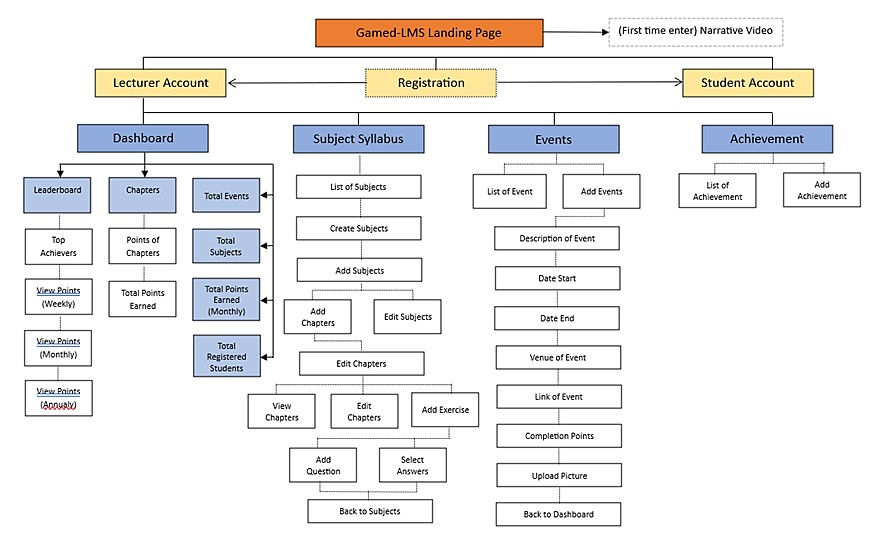 Gamed-LMS Landing Page
(First time enter) Narrative Video
Lecturer Account
Registration
Student Account
Dashboard
Subject Syllabus
Events
Achievement
Leaderboard
Top
Achievers
View Points
(Weekly)
View Points
(Monthly)
View Points
(Annualy)
Chapters
Points of
Chapters
Total Points
Earned
Total Events
Total
Subjects
Total Points
Earned
(Monthly)
Total
Registered
Students
List of Subjects
Create Subjects
Add Subjects
Add
Chapters
Edit Subjects
Edit Chapters
View
Chapters
Edit
Chapters
Add Exercise
Add
Question
Select
Answers
Back to Subjects
List of Event
Add Events
Description of Event
Date Start
Date End
Venue of Event
Link of Event
Completion Points
Upload Picture
Back to Dashboard
List of
Achievement
Add
Achievement